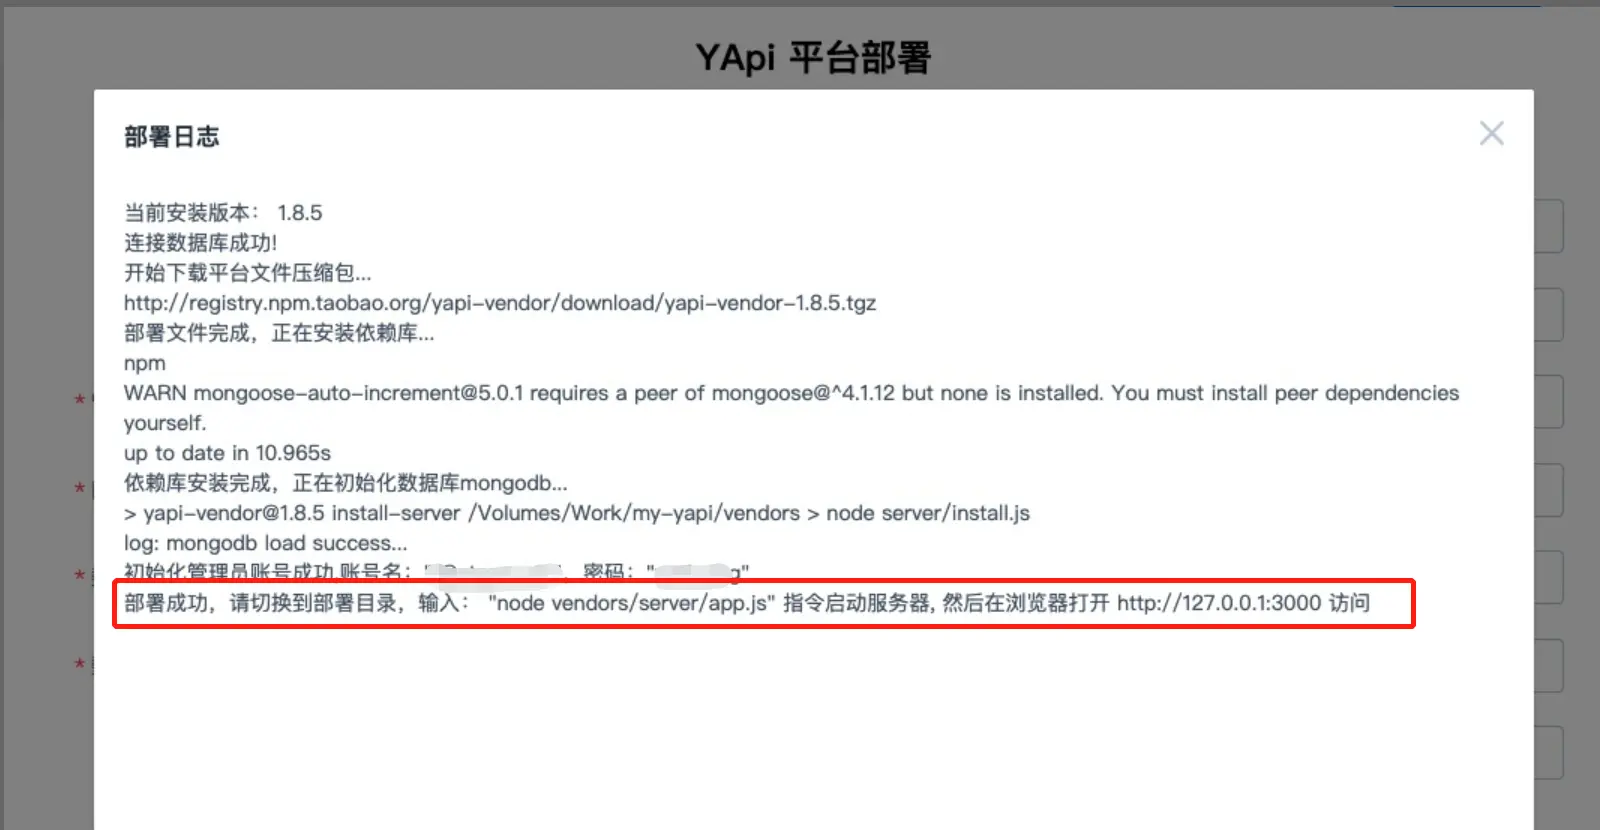 YApi 平台部署
部署日志
当前安装版本： 1.8.5
连接数据库成功!
开始下载平台文件压缩包...
http://registry.npm.taobao.org/yapi-vendor/download/yapi-vendor-1.8.5.tgz
部署文件完成，正在安装依赖库...
npm
WARN mongoose-auto-increment@5.0.1 requires a peer of mongoose@^4.1.12 but none is installed. You must install peer dependencies
yourself.
up to date in 10.965s
依赖库安装完成，正在初始化数据库mongodb...
> yapi-vendor@1.8.5 install-server /Volumes/Work/my-yapi/vendors > node server/install.js
log: mongodb load success...
初始化管理员账号成功,账号名：" "，密码：" g"
部署成功，请切换到部署目录，输入： "node vendors/server/app.js" 指令启动服务器, 然后在浏览器打开 http://127.0.0.1:3000 访问